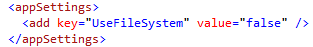 <appSettings>
  <add key="UseFileSystem" value="false" />
</appSettings>